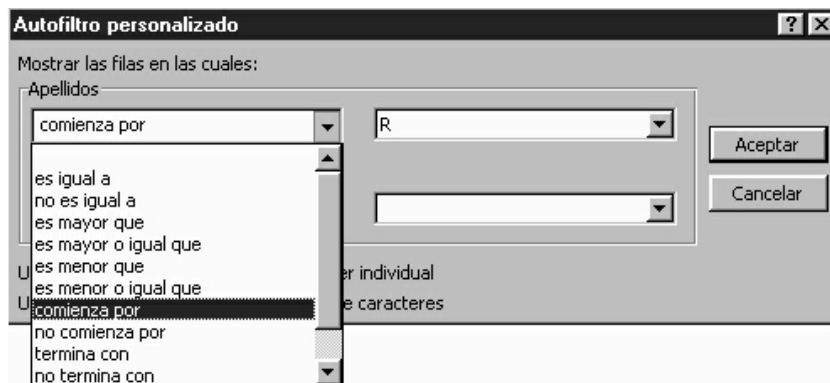 Autofiltro personalizado
Mostrar las filas en las cuales:
Apellidos
comienza por
R
Aceptar
Cancelar
es igual a
no es igual a
es mayor que
es mayor o igual que
es menor que
es menor o igual que
comienza por
no comienza por
termina con
no termina con
individual
caracteres